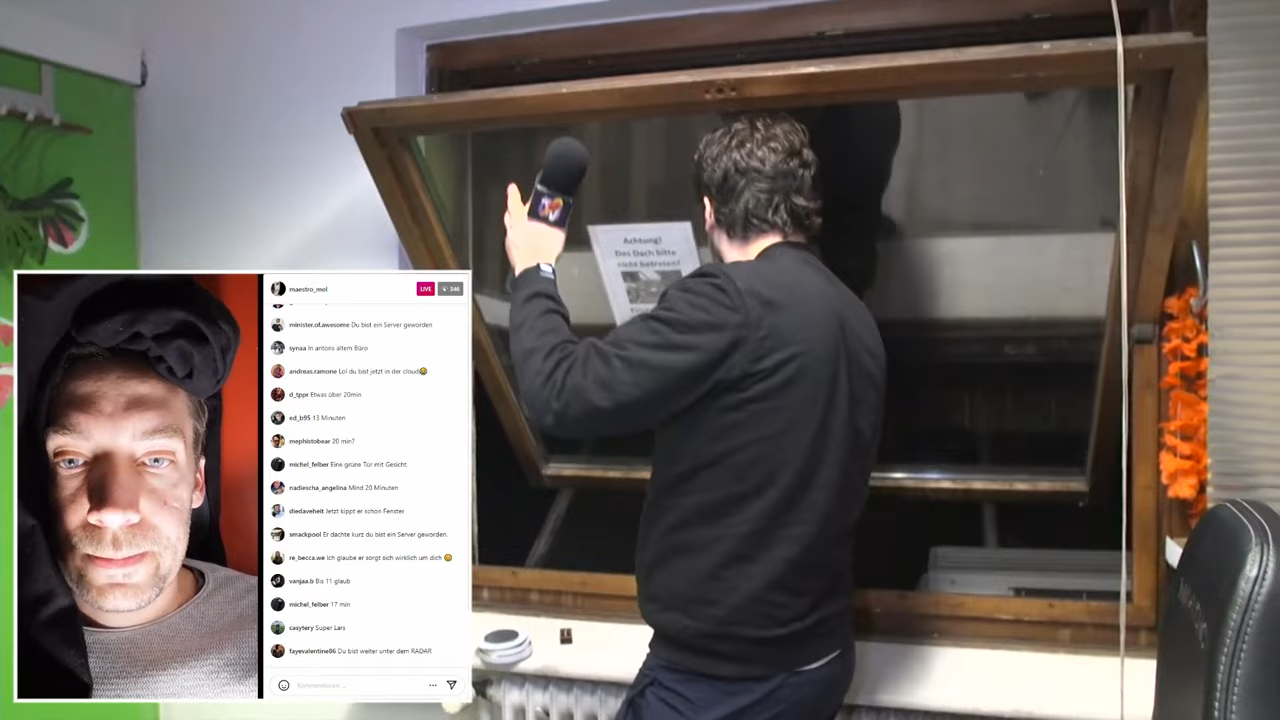 Achtung!
Das Dach bitte
nicht betreten!
maestro_mol
LIVE
346
minister.of.awesome Du bist ein Server geworden
synaa In antons altem Büro
andreas.ramone Lol du bist jetzt in der cloud😂
d_tppr Etwas über 20min
ed_b95 13 Minuten
mephistobear 20 min?
michel_felber Eine grüne Tür mit Gesicht
nadiescha_angelina Mind 20 Minuten
diedaveheit Jetzt kippt er schon Fenster
smackpool Er dachte kurz du bist ein Server geworden.
re_becca.we Ich glaube er sorgt sich wirklich um dich 😊
vanjaa.b Bis 11 glaub
michel_felber 17 min
casytery Super Lars
fayevalentine86 Du bist weiter unter dem RADAR
Kommentieren ...